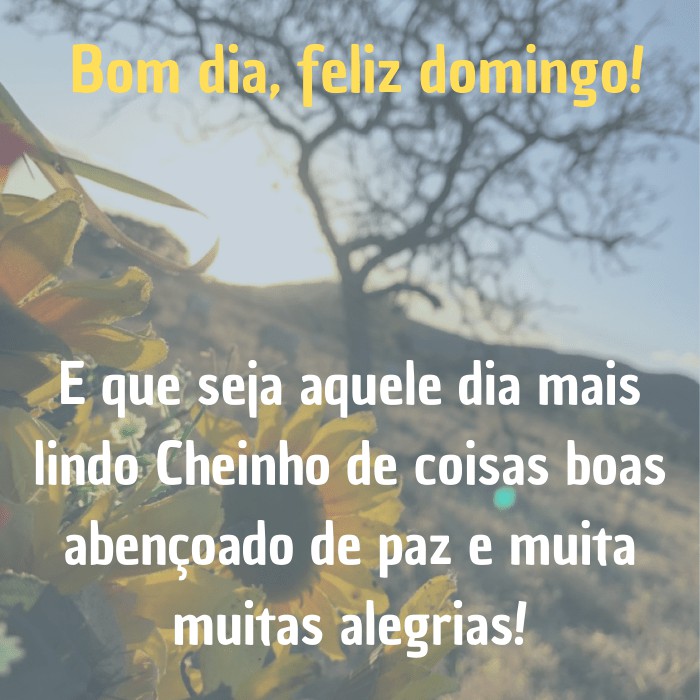 Bom dia, feliz domingo!
E que seja aquele dia mais
lindo Cheinho de coisas boas
abençoado de paz e muita
muitas alegrias!